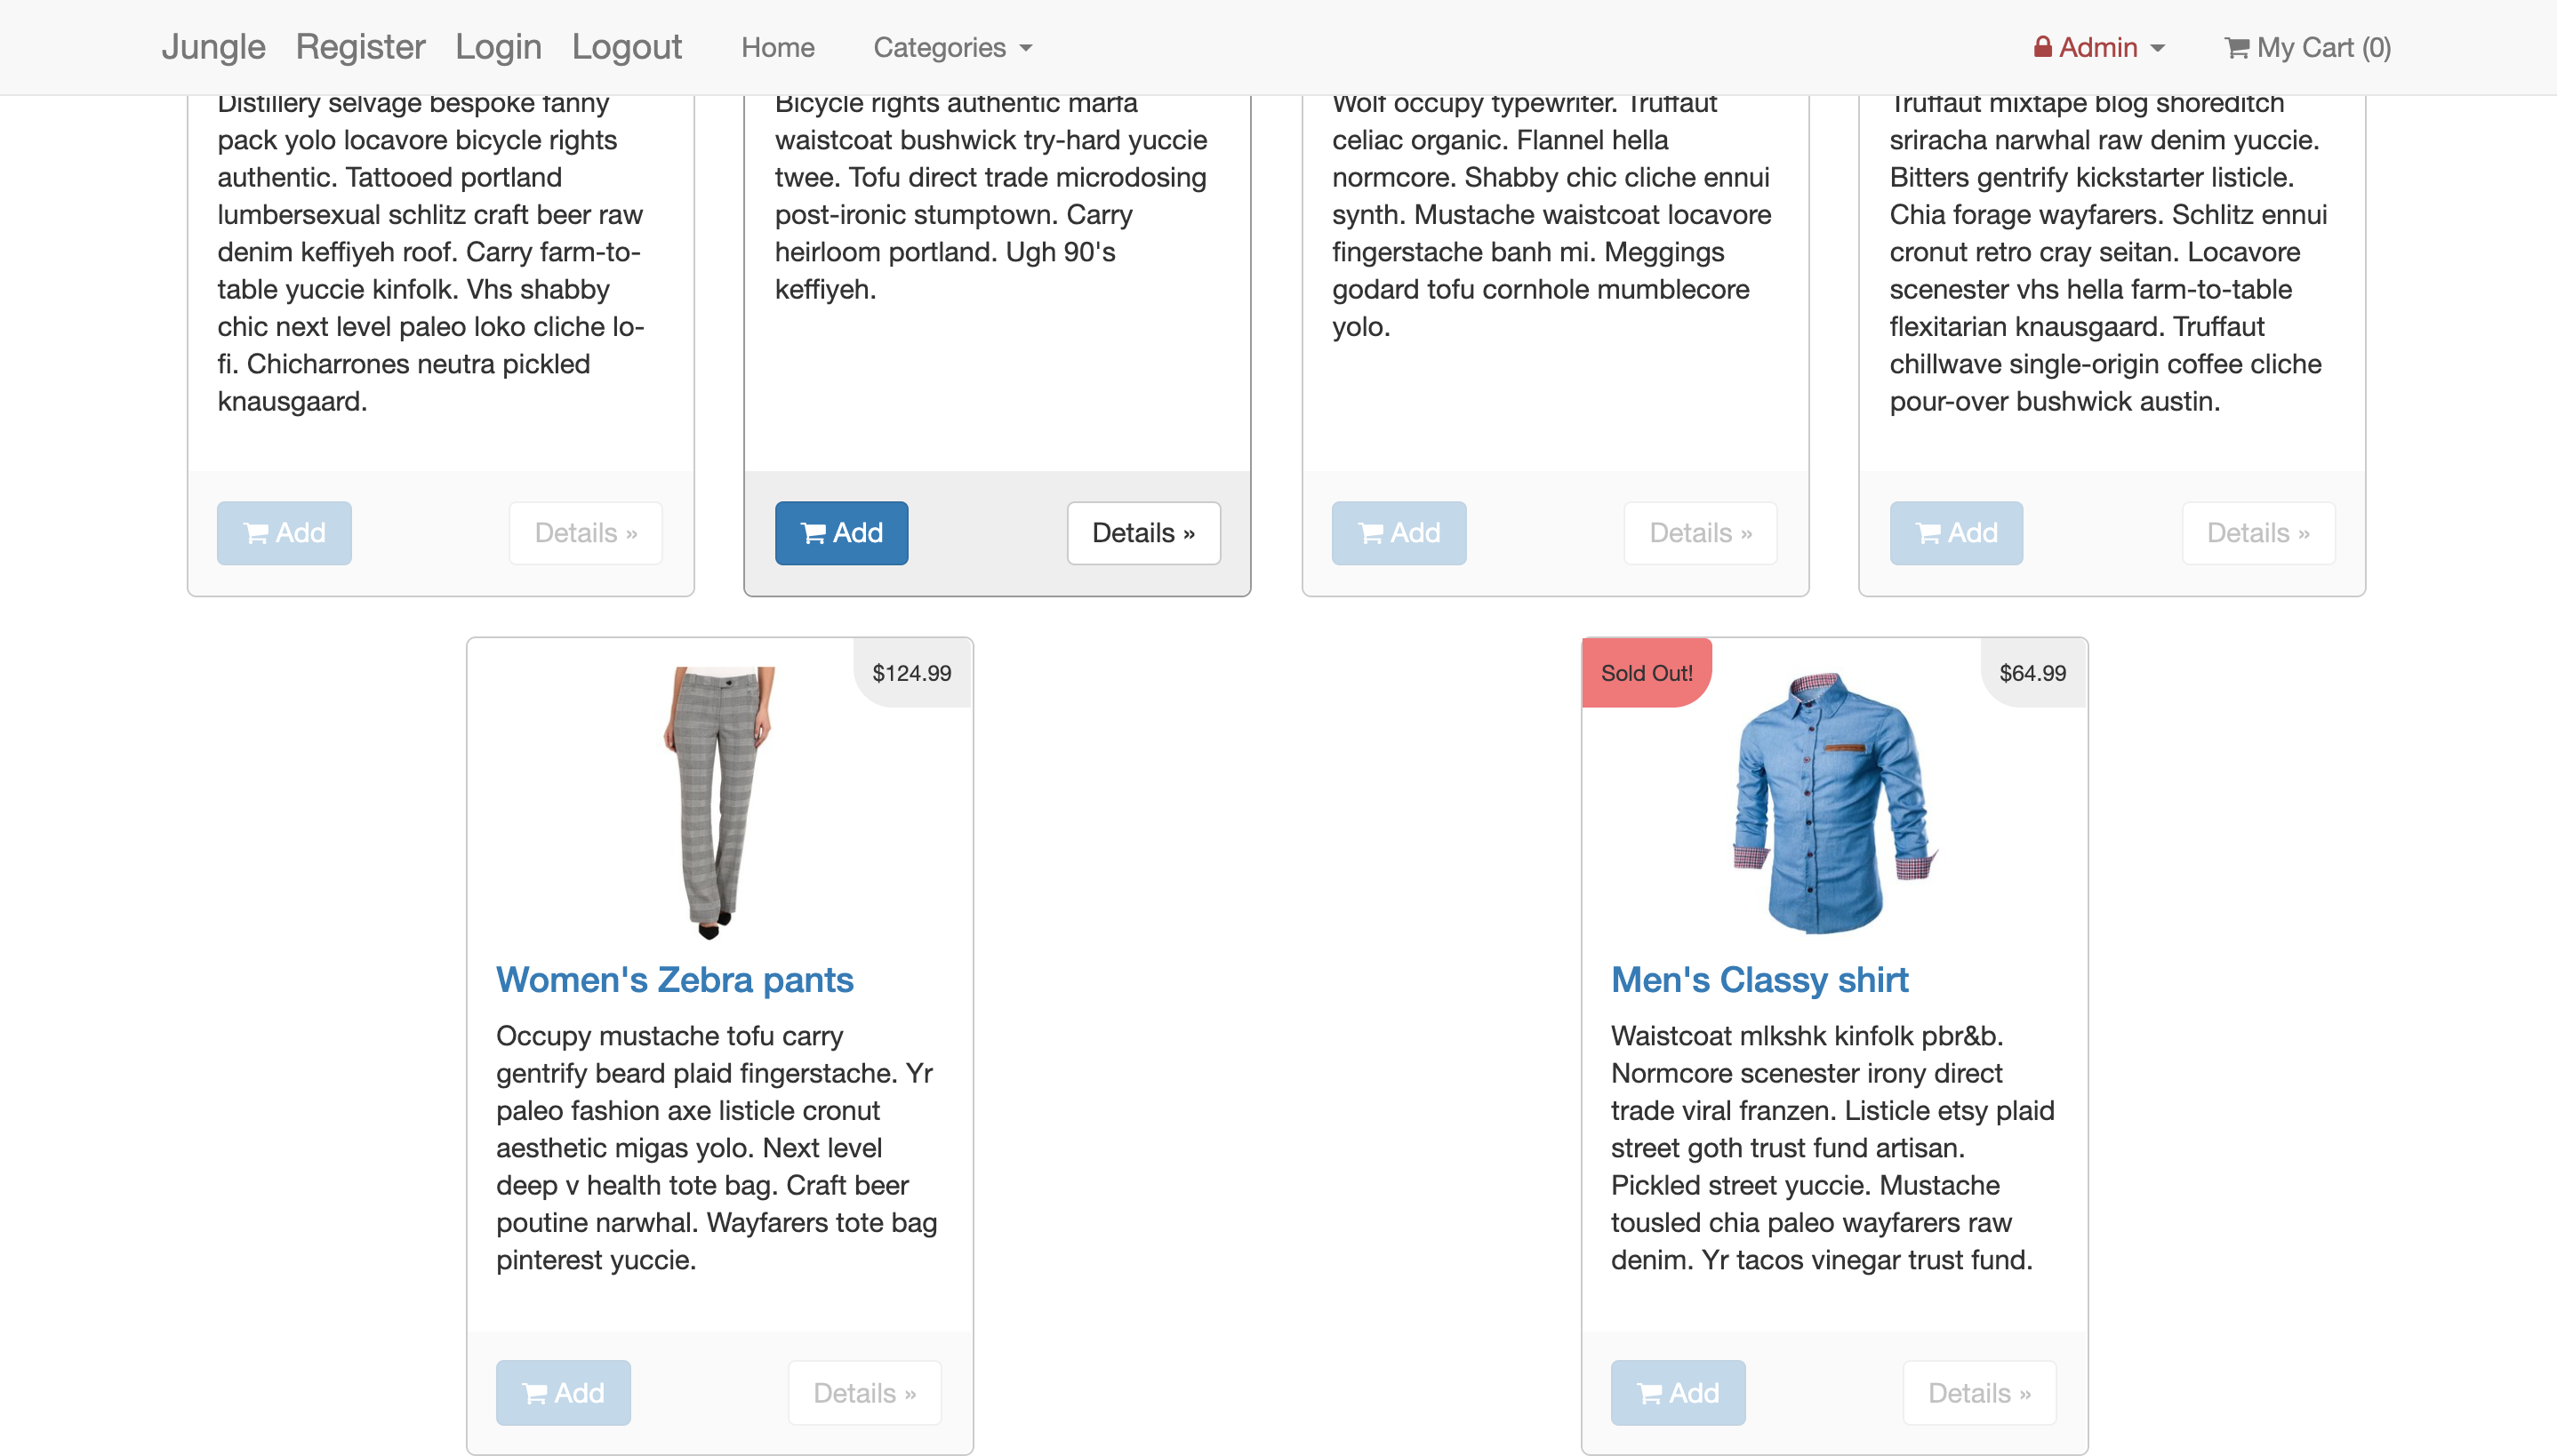 Jungle Register Login Logout Home Categories Admin My Cart (0)
Distillery selvage bespoke fanny
pack yolo locavore bicycle rights
authentic. Tattooed portland
lumbersexual schlitz craft beer raw
denim keffiyeh roof. Carry farm-to-
table yuccie kinfolk. Vhs shabby
chic next level paleo loko cliche lo-
fi. Chicharrones neutra pickled
knausgaard.
Add Details »
Bicycle rights authentic marfa
waistcoat bushwick try-hard yuccie
twee. Tofu direct trade microdosing
post-ironic stumptown. Carry
heirloom portland. Ugh 90's
keffiyeh.
Add Details »
Wolf occupy typewriter. Truffaut
celiac organic. Flannel hella
normcore. Shabby chic cliche ennui
synth. Mustache waistcoat locavore
fingerstache banh mi. Meggings
godard tofu cornhole mumblecore
yolo.
Add Details »
Truffaut mixtape blog shoreditch
sriracha narwhal raw denim yuccie.
Bitters gentrify kickstarter listicle.
Chia forage wayfarers. Schlitz ennui
cronut retro cray seitan. Locavore
scenester vhs hella farm-to-table
flexitarian knausgaard. Truffaut
chillwave single-origin coffee cliche
pour-over bushwick austin.
Add Details »
$124.99
Women's Zebra pants
Occupy mustache tofu carry
gentrify beard plaid fingerstache. Yr
paleo fashion axe listicle cronut
aesthetic migas yolo. Next level
deep v health tote bag. Craft beer
poutine narwhal. Wayfarers tote bag
pinterest yuccie.
Add Details »
Sold Out! $64.99
Men's Classy shirt
Waistcoat mlkshk kinfolk pbr&b.
Normcore scenester irony direct
trade viral franzen. Listicle etsy plaid
street goth trust fund artisan.
Pickled street yuccie. Mustache
tousled chia paleo wayfarers raw
denim. Yr tacos vinegar trust fund.
Add Details »